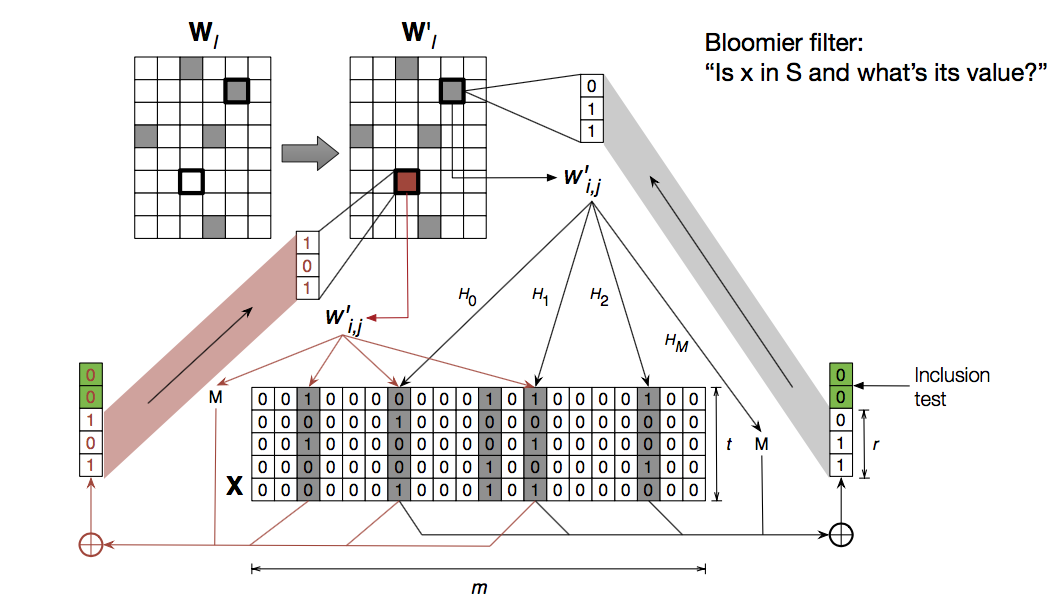 W_l
W'_l
Bloomier filter:
"Is x in S and what's its value?"
0
1
1
w'_{i,j}
1
0
1
w'_{i,j}
H_0
H_1
H_2
H_M
0
0
1
0
1
M
0 0 1 0 0 0 0 0 0 0 1 0 1 0 0 0 0 1 0 0
0 0 0 0 0 0 1 0 0 0 0 0 1 0 0 0 0 0 0 0
0 0 1 0 0 0 0 0 0 0 0 0 1 0 0 0 0 0 0 0
0 0 0 0 0 0 0 0 0 0 1 0 0 0 0 0 0 1 0 0
0 0 0 0 0 0 1 0 0 0 1 0 1 0 0 0 0 0 0 0
X
t
M
0
0
0
1
1
Inclusion
test
r
m